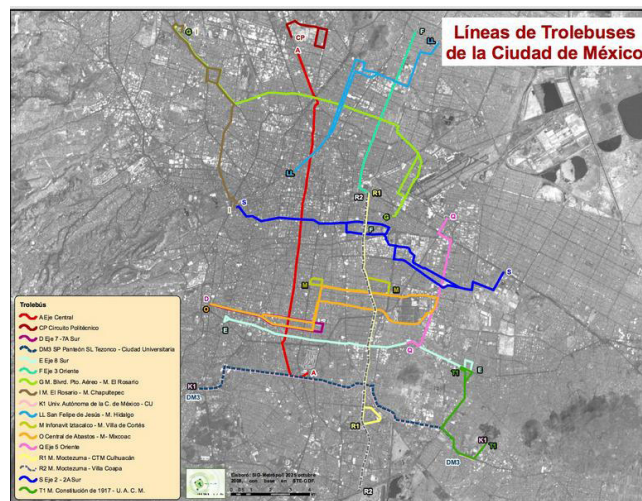 Líneas de Trolebuses
de la Ciudad de México
G
I
CP
A
F
LL
LL
R1
R2
G
S
I
F
Q
S
M
M
D
O
E
Q
T1
E
A
K1
DM3
R1
K1
T1
DM3
R2
Trolebús
A Eje Central
CP Circuito Politécnico
D Eje 7 - 7A Sur
DM3 SP Panteón SL Tezonco - Ciudad Universitaria
E Eje 8 Sur
F Eje 3 Oriente
G M. Blvrd. Pto. Aéreo - M. El Rosario
I M. El Rosario - M. Chapultepec
K1 Univ. Autónoma de la C. de México - CU
LL San Felipe de Jesús - M. Hidalgo
M Infonavit Iztacalco - M. Villa de Cortés
O Central de Abastos - M- Mixcoac
Q Eje 5 Oriente
R1 M. Moctezuma - CTM Culhuacán
R2 M. Moctezuma - Villa Coapa
S Eje 2 - 2A Sur
T1 M. Constitución de 1917 - U. A. C. M.